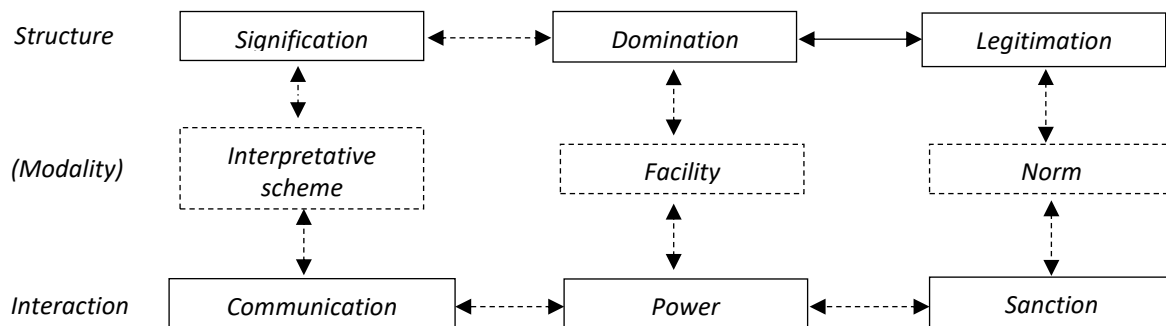 Structure Signification Domination Legitimation
(Modality) Interpretative scheme Facility Norm
Interaction Communication Power Sanction